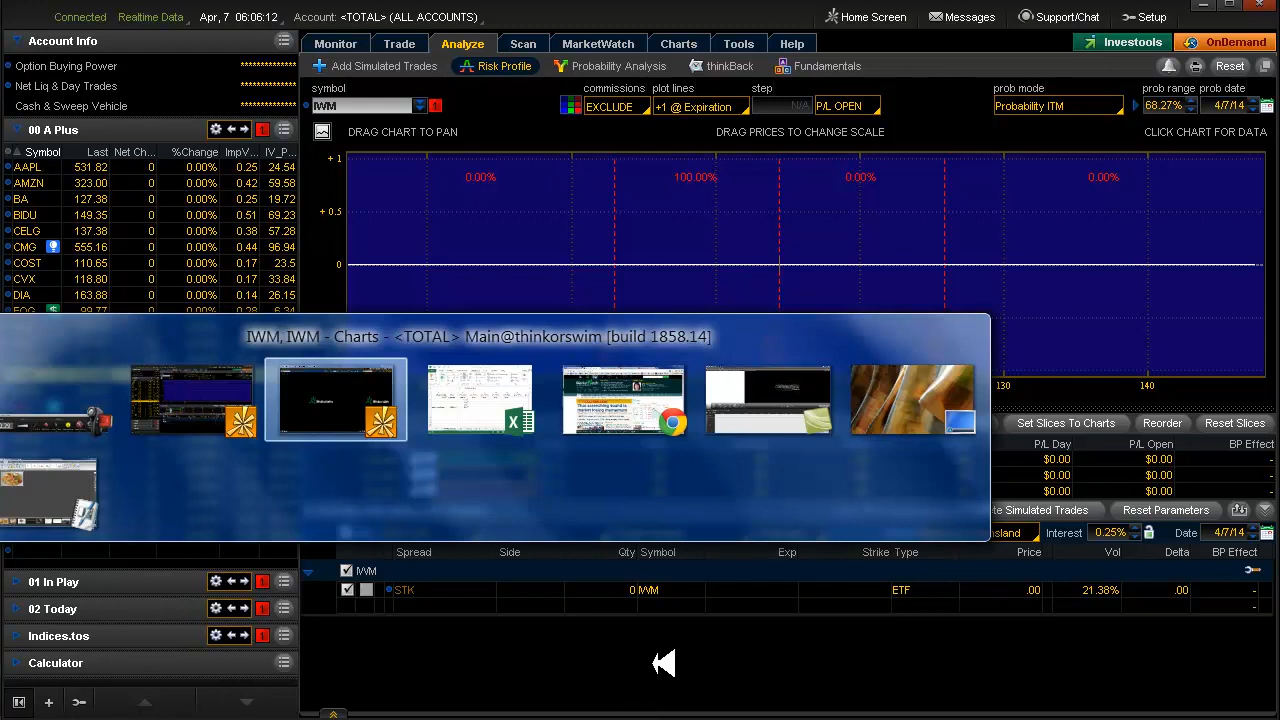 Connected Realtime Data Apr, 7 06:06:12 Account: <TOTAL> (ALL ACCOUNTS) Home Screen Messages Support/Chat Setup
Account Info
Monitor Trade Analyze Scan MarketWatch Charts Tools Help Investools OnDemand
Option Buying Power **************
Add Simulated Trades Risk Profile Probability Analysis thinkBack Fundamentals Reset
Net Liq & Day Trades **************
Cash & Sweep Vehicle **************
symbol commissions plot lines step prob mode prob range prob date
IWM 1 EXCLUDE +1 @ Expiration N/A P/L OPEN Probability ITM 68.27% 4/7/14
00 A Plus 1
DRAG CHART TO PAN DRAG PRICES TO CHANGE SCALE CLICK CHART FOR DATA
Symbol Last Net Ch... %Change ImpV... IV_P...
AAPL 531.82 0 0.00% 0.25 24.54
AMZN 323.00 0 0.00% 0.42 59.58
BA 127.38 0 0.00% 0.25 19.72
BIDU 149.35 0 0.00% 0.51 69.23
CELG 137.38 0 0.00% 0.38 57.28
CMG 555.16 0 0.00% 0.44 96.94
COST 110.65 0 0.00% 0.17 23.5
CVX 118.80 0 0.00% 0.17 33.84
DIA 163.88 0 0.00% 0.14 26.15
+ 1
0.00% 100.00% 0.00% 0.00%
+ 0.5
0
IWM, IWM - Charts - <TOTAL> Main@thinkorswim [build 1858.14]
130 140
Set Slices To Charts Reorder Reset Slices
P/L Day P/L Open BP Effect
$0.00 $0.00 -
$0.00 $0.00 -
$0.00 $0.00 -
te Simulated Trades Reset Parameters
sland Interest 0.25% Date 4/7/14
Spread Side Qty Symbol Exp Strike Type Price Vol Delta BP Effect
IWM
STK 0 IWM ETF .00 21.38% .00 -
-
01 In Play 1
02 Today 1
Indices.tos 1
Calculator